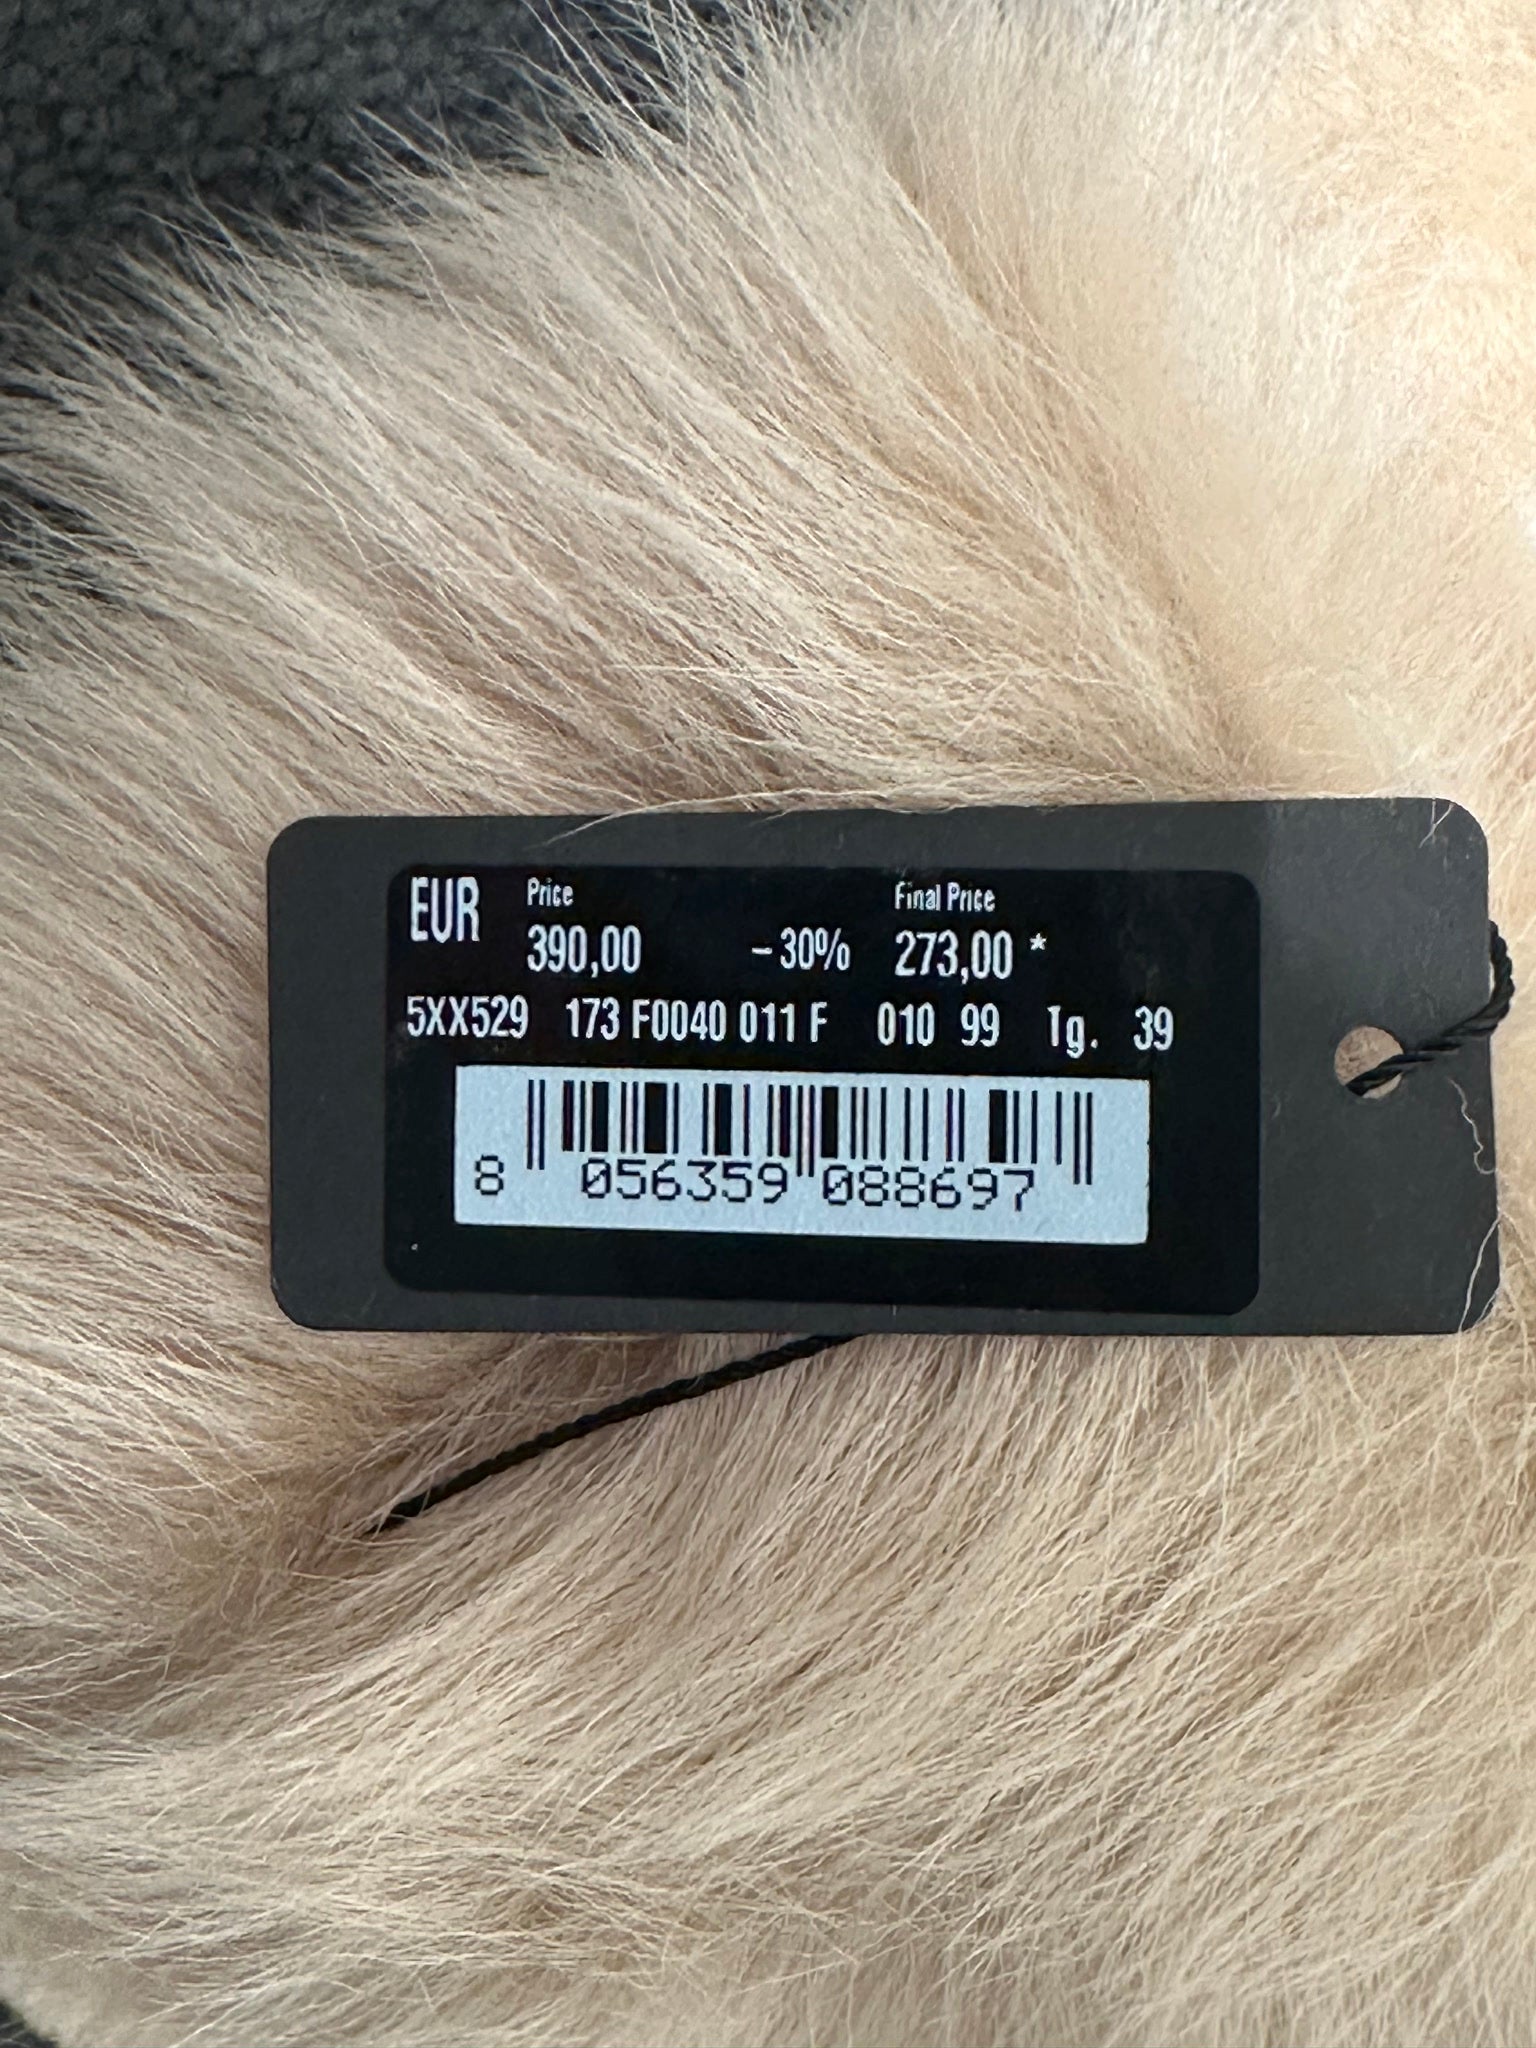 EUR Price Final Price
390,00 -30% 273,00 *
5XX529 173 F0040 011 F 010 99 Tg. 39
8 056359 088697